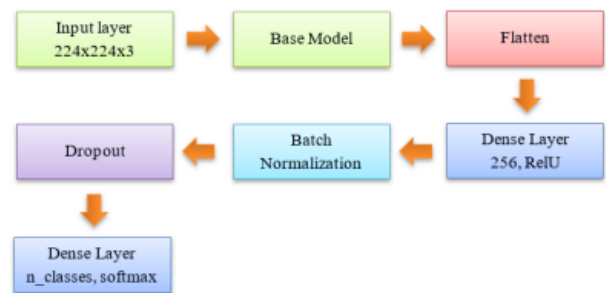 Input layer
224x224x3
Base Model
Flatten
Dense Layer
256, RelU
Batch
Normalization
Dropout
Dense Layer
n_classes, softmax